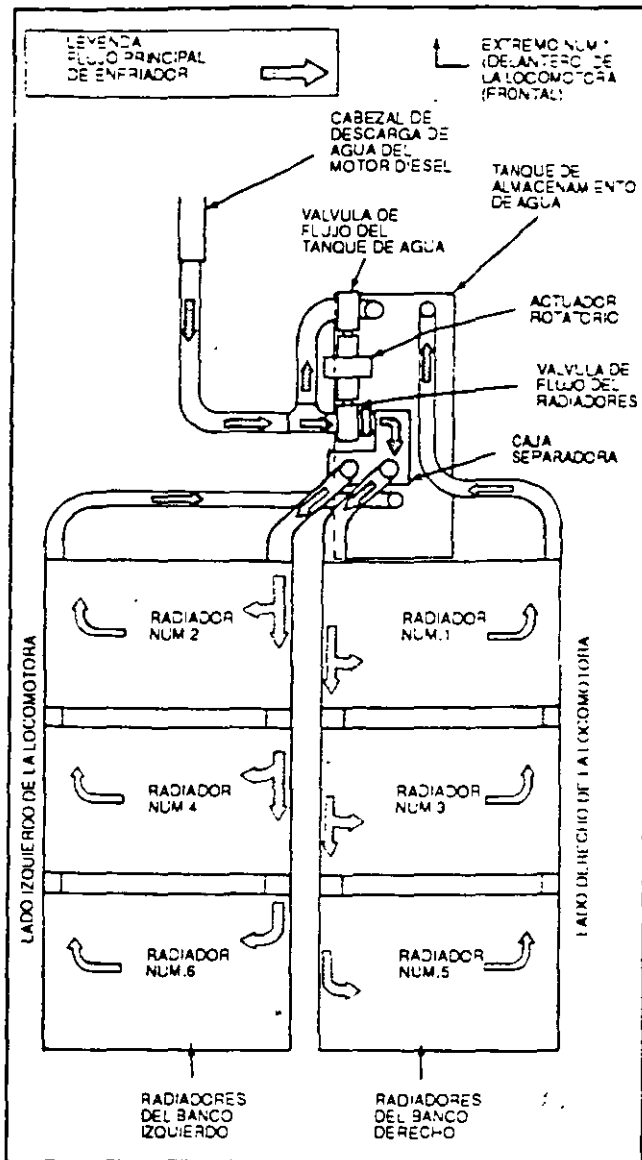 LEYENDA
FLUJO PRINCIPAL
DE ENFRIADOR
EXTREMO NUM.1
(DELANTERO DE
LA LOCOMOTORA
(FRONTAL)
CABEZAL DE
DESCARGA DE
AGUA DEL
MOTOR DIESEL
TANQUE DE
ALMACENAMIENTO
DE AGUA
VALVULA DE
FLUJO DEL
TANQUE DE AGUA
ACTUADOR
ROTATORIO
VALVULA DE
FLUJO DEL
RADIADORES
CAJA
SEPARADORA
LADO IZQUIERDO DE LA LOCOMOTORA
RADIADOR
NUM.2
RADIADOR
NUM.1
LADO DERECHO DE LA LOCOMOTORA
RADIADOR
NUM.4
RADIADOR
NUM.3
RADIADOR
NUM.6
RADIADOR
NUM.5
RADIADORES
DEL BANCO
IZQUIERDO
RADIADORES
DEL BANCO
DERECHO